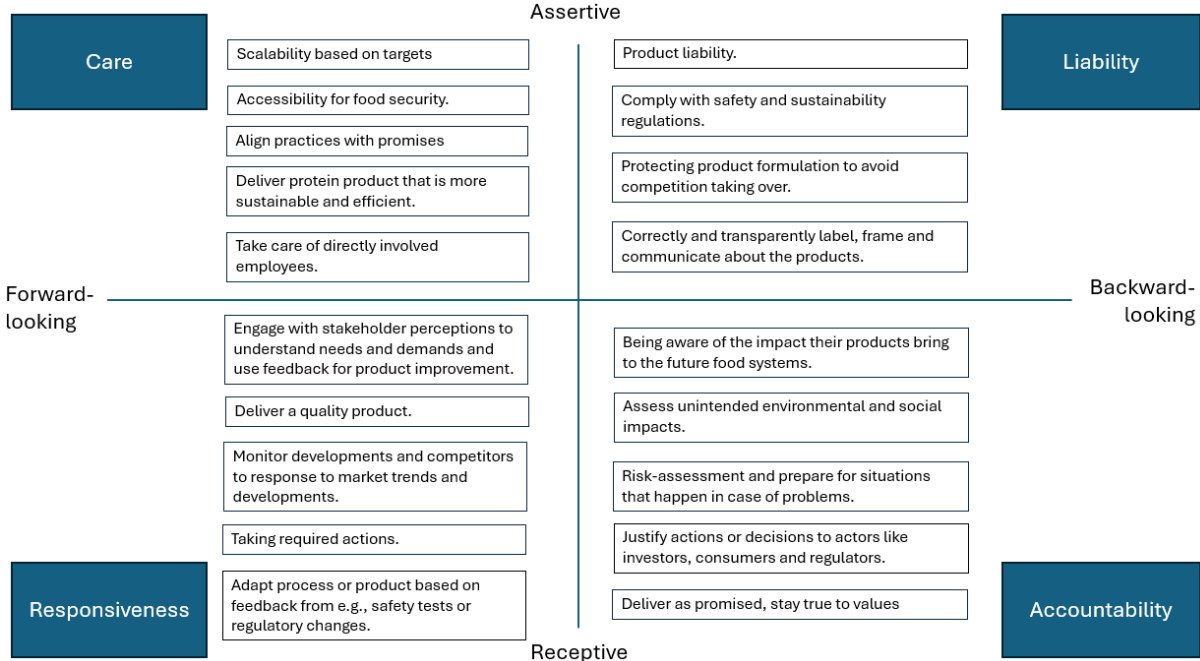 Assertive
Care
Scalability based on targets
Accessibility for food security.
Align practices with promises
Deliver protein product that is more
sustainable and efficient.
Take care of directly involved
employees.
Product liability.
Comply with safety and sustainability
regulations.
Protecting product formulation to avoid
competition taking over.
Correctly and transparently label, frame and
communicate about the products.
Liability
Forward-
looking
Backward-
looking
Engage with stakeholder perceptions to
understand needs and demands and
use feedback for product improvement.
Deliver a quality product.
Monitor developments and competitors
to response to market trends and
developments.
Taking required actions.
Adapt process or product based on
feedback from e.g., safety tests or
regulatory changes.
Responsiveness
Being aware of the impact their products bring
to the future food systems.
Assess unintended environmental and social
impacts.
Risk-assessment and prepare for situations
that happen in case of problems.
Justify actions or decisions to actors like
investors, consumers and regulators.
Deliver as promised, stay true to values
Accountability
Receptive